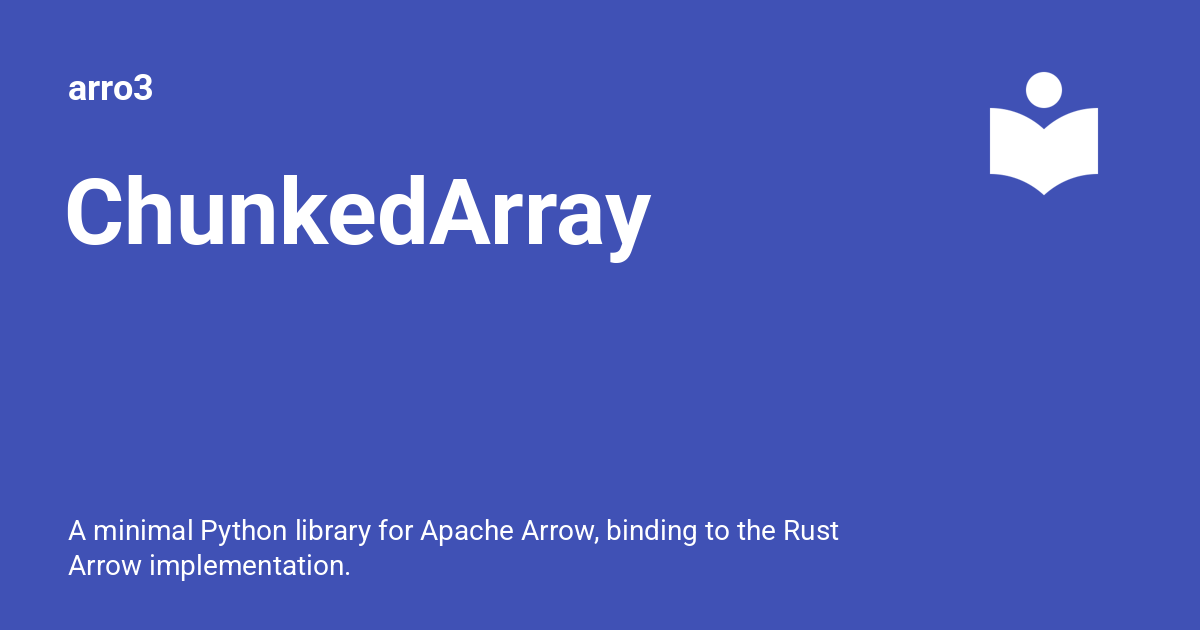 arro3
ChunkedArray
A minimal Python library for Apache Arrow, binding to the Rust
Arrow implementation.